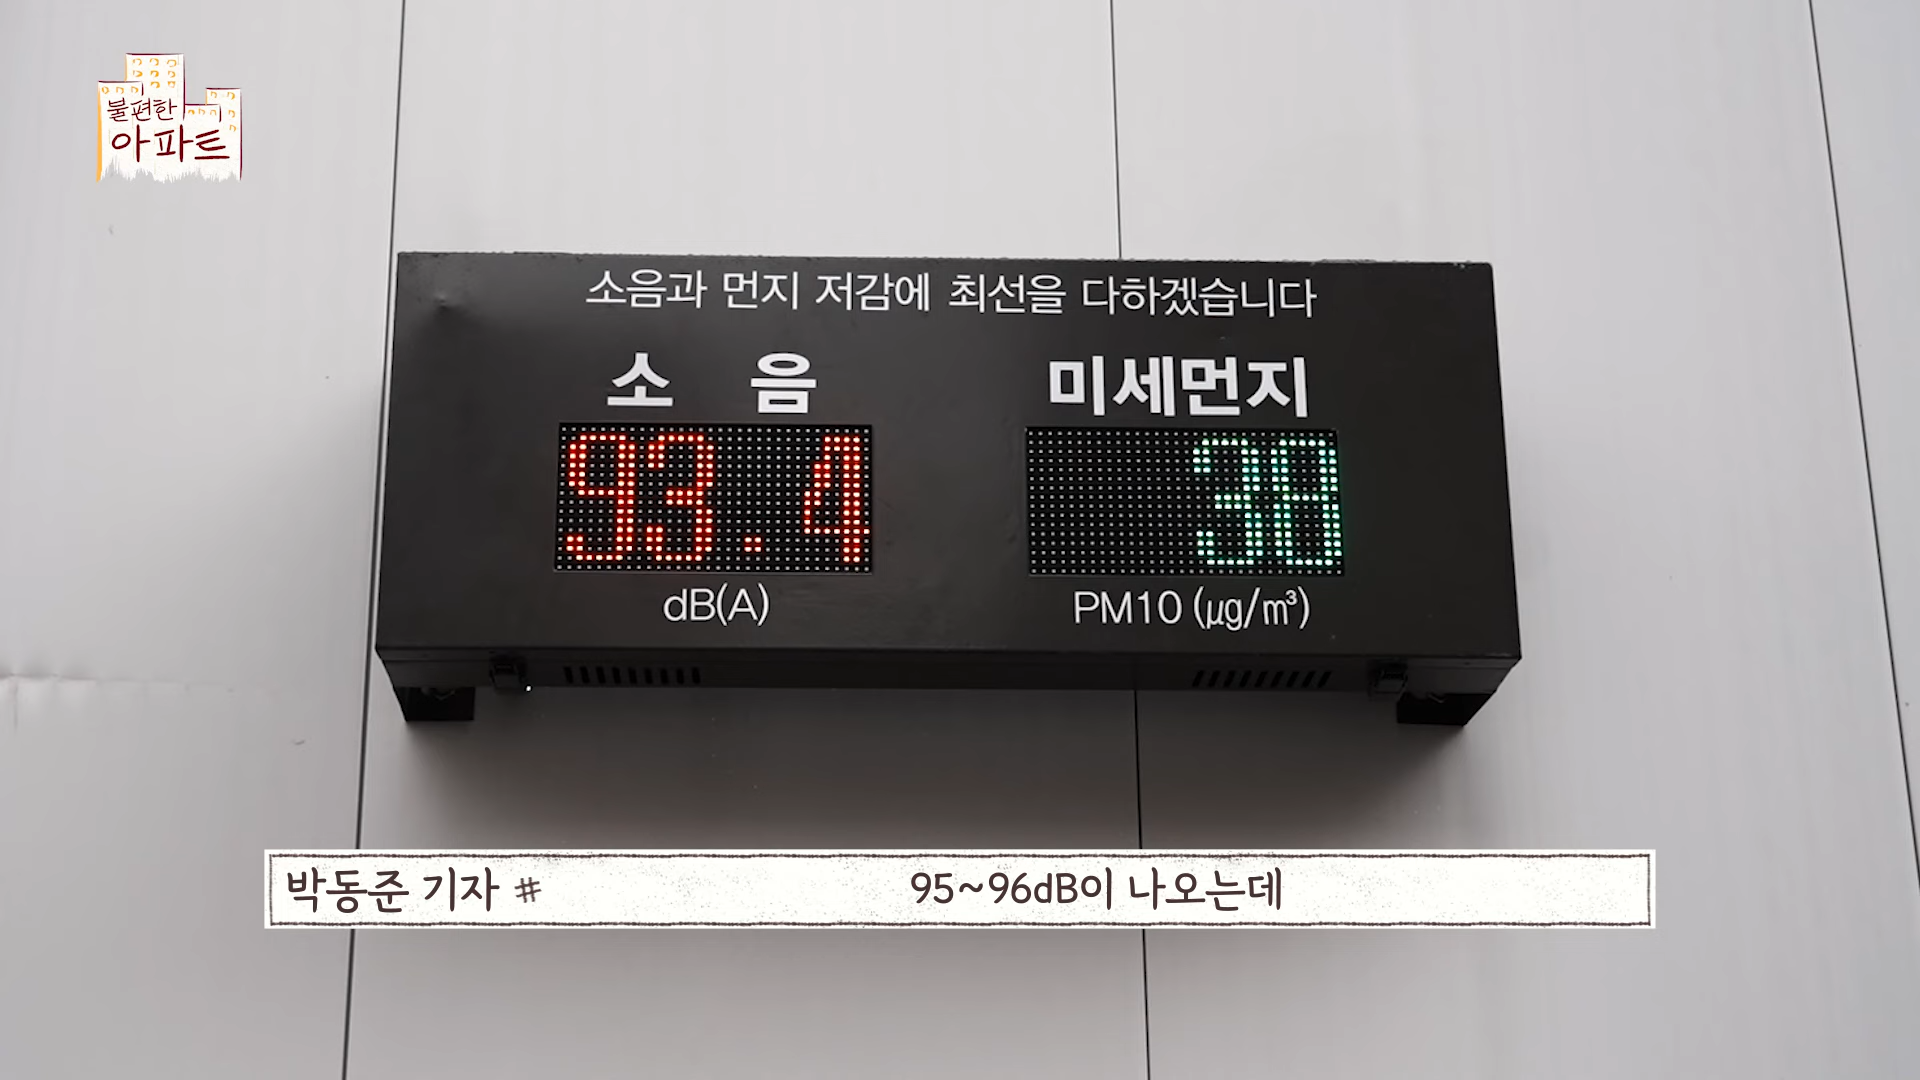 불편한
아파트
소음과 먼지 저감에 최선을 다하겠습니다
소 음 미세먼지
93.4 38
dB(A) PM10 (㎍/㎥)
박동준 기자 # 95~96dB이 나오는데